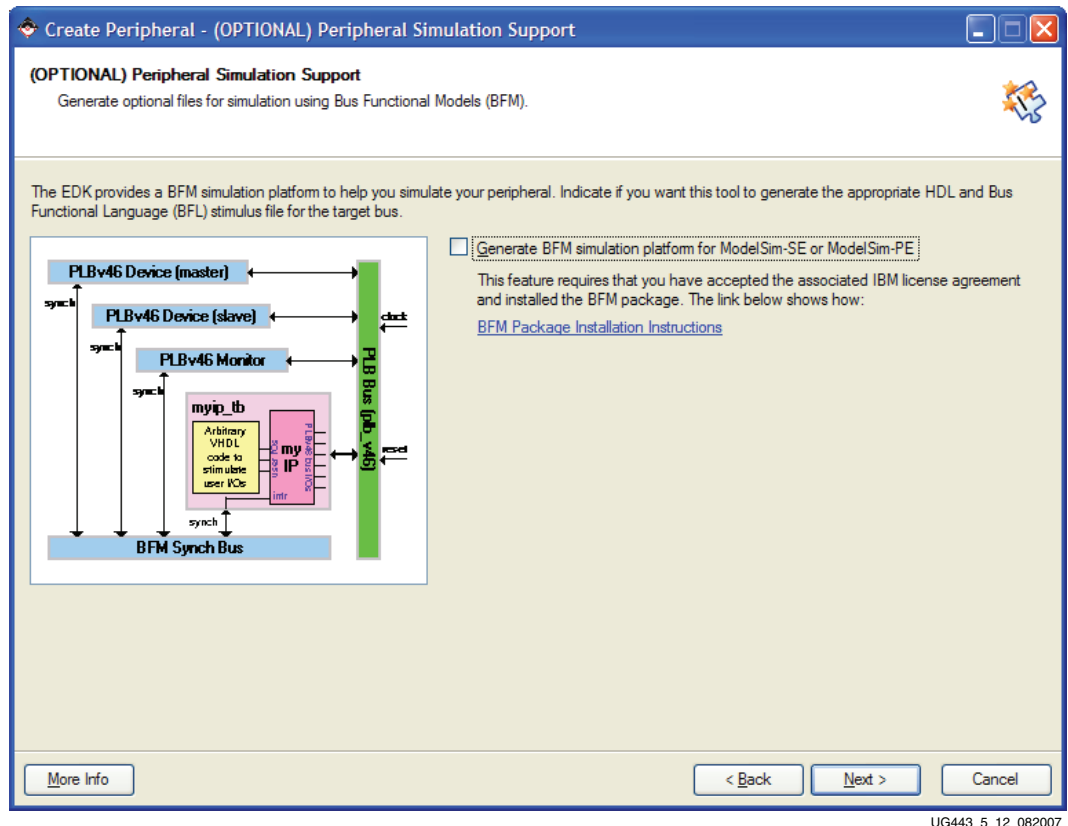 Create Peripheral - (OPTIONAL) Peripheral Simulation Support
(OPTIONAL) Peripheral Simulation Support
Generate optional files for simulation using Bus Functional Models (BFM).
The EDK provides a BFM simulation platform to help you simulate your peripheral. Indicate if you want this tool to generate the appropriate HDL and Bus
Functional Language (BFL) stimulus file for the target bus.
Generate BFM simulation platform for ModelSim-SE or ModelSim-PE
This feature requires that you have accepted the associated IBM license agreement
and installed the BFM package. The link below shows how:
BFM Package Installation Instructions
PLBv46 Device (master)
synch
PLBv46 Device (slave)
clock
synch
PLBv46 Monitor
synch
PLB Bus (plb_v46)
myip_tb
Arbitrary
VHDL
code to
stimulate
user I/Os
user I/Os
my
IP
PLBv46 bus I/Os
intr
reset
synch
BFM Synch Bus
More Info
< Back
Next >
Cancel
UG443_5_12_082007